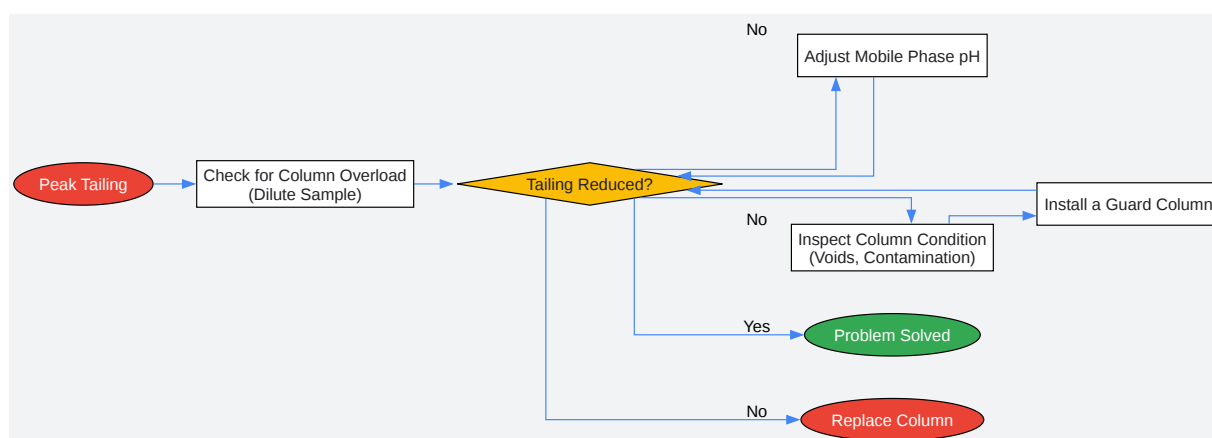 No
Adjust Mobile Phase pH
Peak Tailing
Check for Column Overload
(Dilute Sample)
Tailing Reduced?
Install a Guard Column
No
Inspect Column Condition
(Voids, Contamination)
Yes
Problem Solved
No
Replace Column